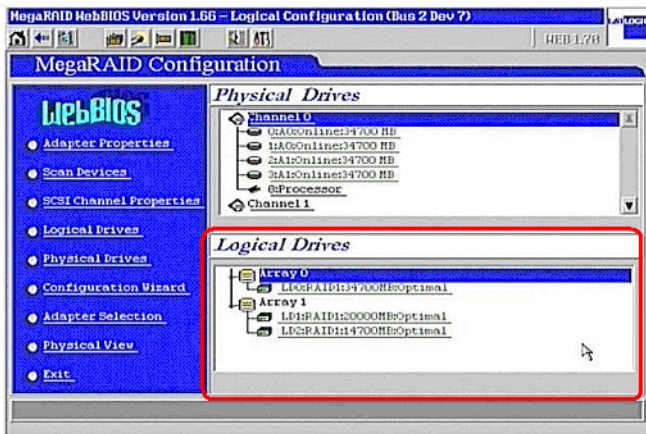 MegaRAID WebBIOS Version 1.66 - Logical Configuration (Bus 2 Dev 7)
LSI LOGIC
WEB 1.70
MegaRAID Configuration
WebBIOS
Adapter Properties
Scan Devices
SCSI Channel Properties
Logical Drives
Physical Drives
Configuration Wizard
Adapter Selection
Physical View
Exit
Physical Drives
Channel 0
0:A0:Online:34700 MB
1:A0:Online:34700 MB
2:A1:Online:34700 MB
3:A1:Online:34700 MB
8:Processor
Channel 1
Logical Drives
Array 0
LD0:RAID1:34700MB:Optimal
Array 1
LD1:RAID1:20000MB:Optimal
LD2:RAID1:14700MB:Optimal